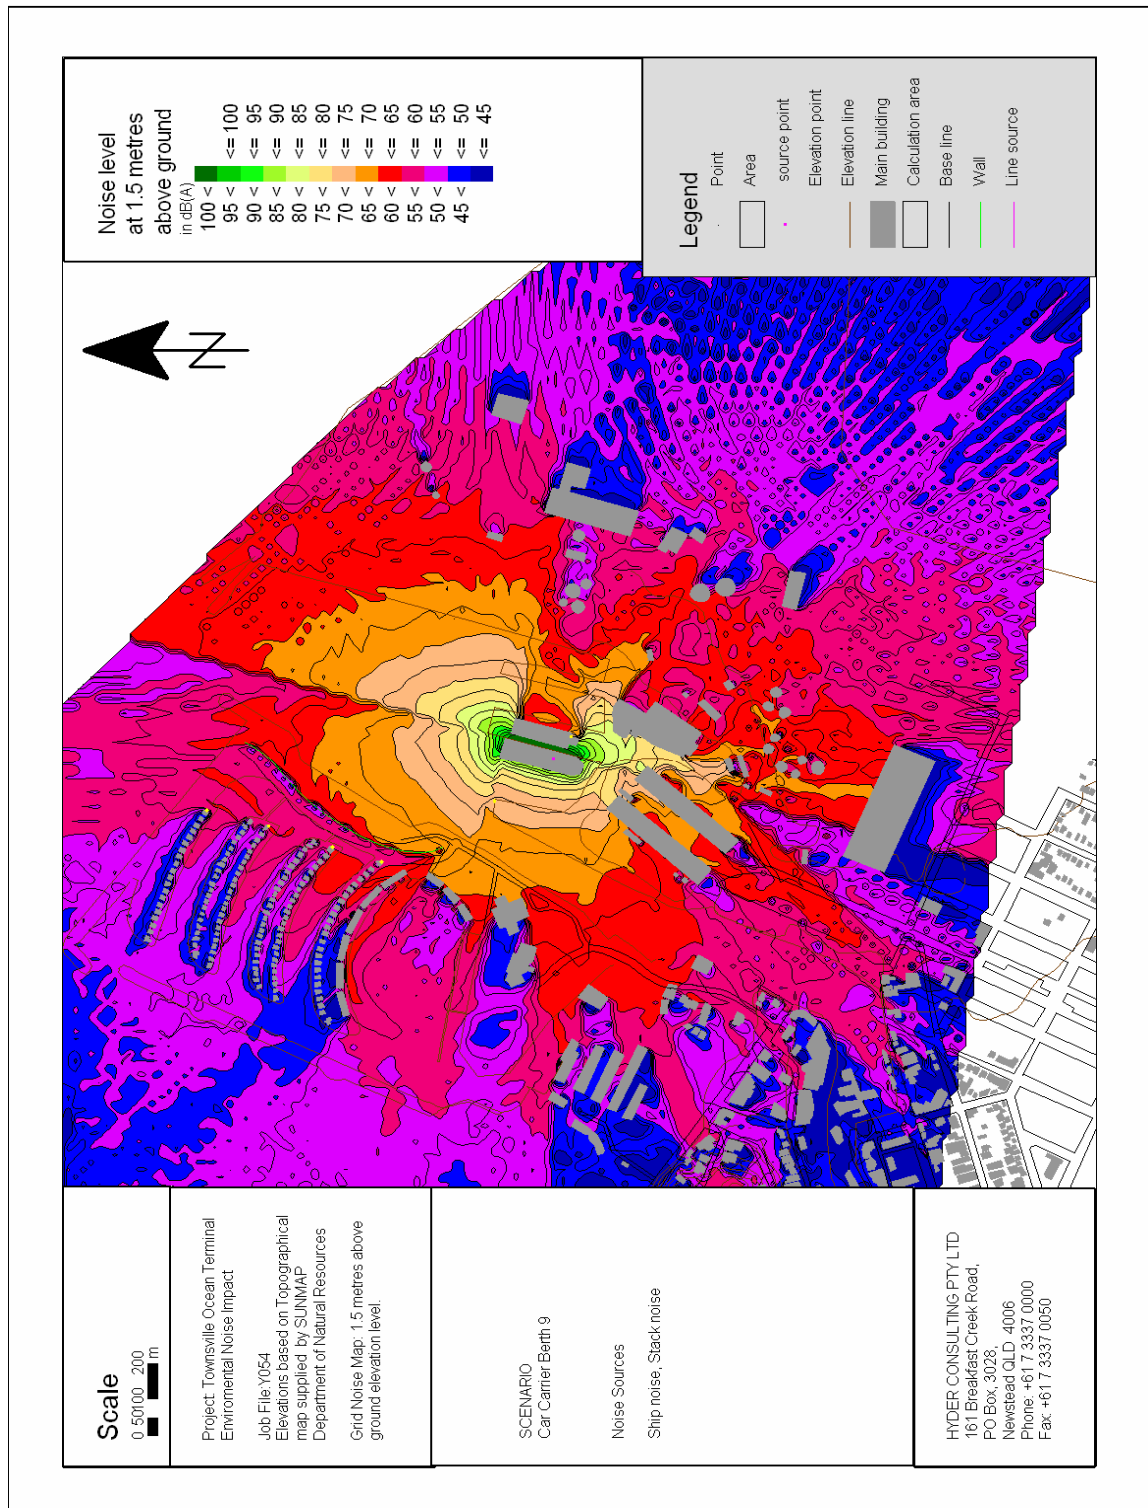 Noise level
at 1.5 metres
above ground
in dB(A)
100 <
95 < <= 100
90 < <= 95
85 < <= 90
80 < <= 85
75 < <= 80
70 < <= 75
65 < <= 70
60 < <= 65
55 < <= 60
50 < <= 55
45 < <= 50
<= 45
Legend
Point
Area
source point
Elevation point
Elevation line
Main building
Calculation area
Base line
Wall
Line source
N
Scale
0 50100 200
m
Project: Townsville Ocean Terminal
Environmental Noise Impact
Job File:Y054
Elevations based on Topographical
map supplied by SUNMAP
Department of Natural Resources
Grid Noise Map: 1.5 metres above
ground elevation level.
SCENARIO
Car Carrier Berth 9
Noise Sources
Ship noise, Stack noise
HYDER CONSULTING PTY LTD
161 Breakfast Creek Road,
PO Box, 3028,
Newstead QLD 4006
Phone: +61 7 3337 0000
Fax: +61 7 3337 0050